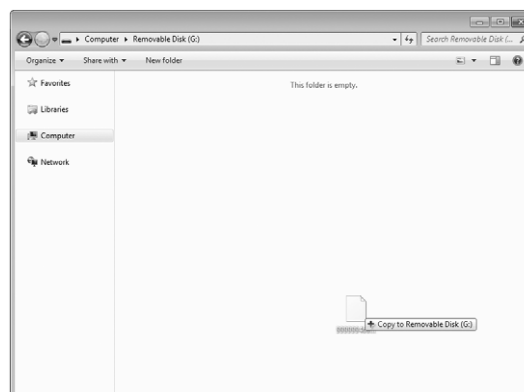 Computer ▸ Removable Disk (G:)
Search Removable Disk (...
Organize ▾ Share with ▾ New folder
Favorites
This folder is empty.
Libraries
Computer
Network
Copy to Removable Disk (G:)